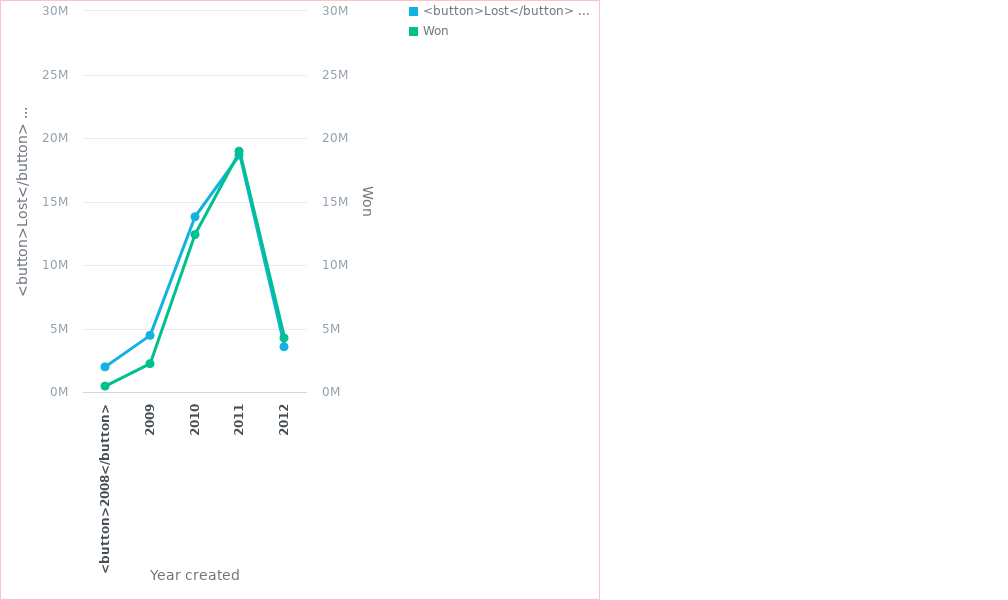 30M
25M
20M
15M
10M
5M
0M
<button>Lost</button> ...
30M
25M
20M
15M
10M
5M
0M
Won
<button>Lost</button> ...
Won
<button>2008</button>
2009
2010
2011
2012
Year created